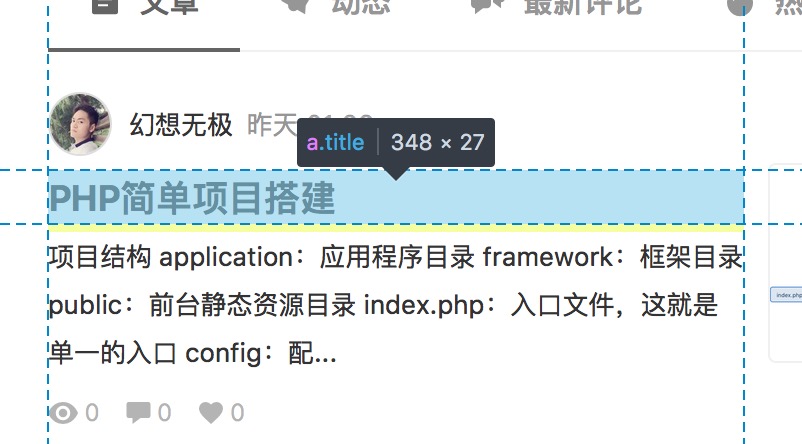 文章 动态 最新评论 热
幻想无极 昨天
a.title 348 × 27
PHP简单项目搭建
项目结构 application：应用程序目录 framework：框架目录
public：前台静态资源目录 index.php：入口文件，这就是
单一的入口 config：配...
index.php
0 0 0